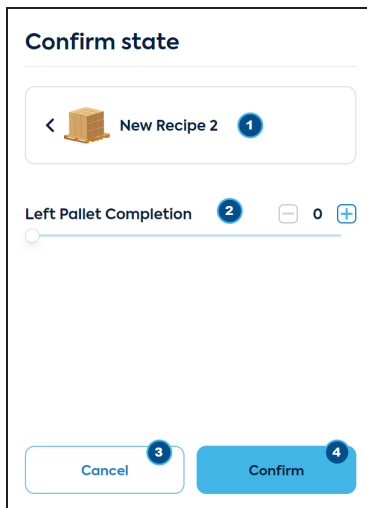 Confirm state
New Recipe 2 1
Left Pallet Completion 2 0
3 4
Cancel Confirm